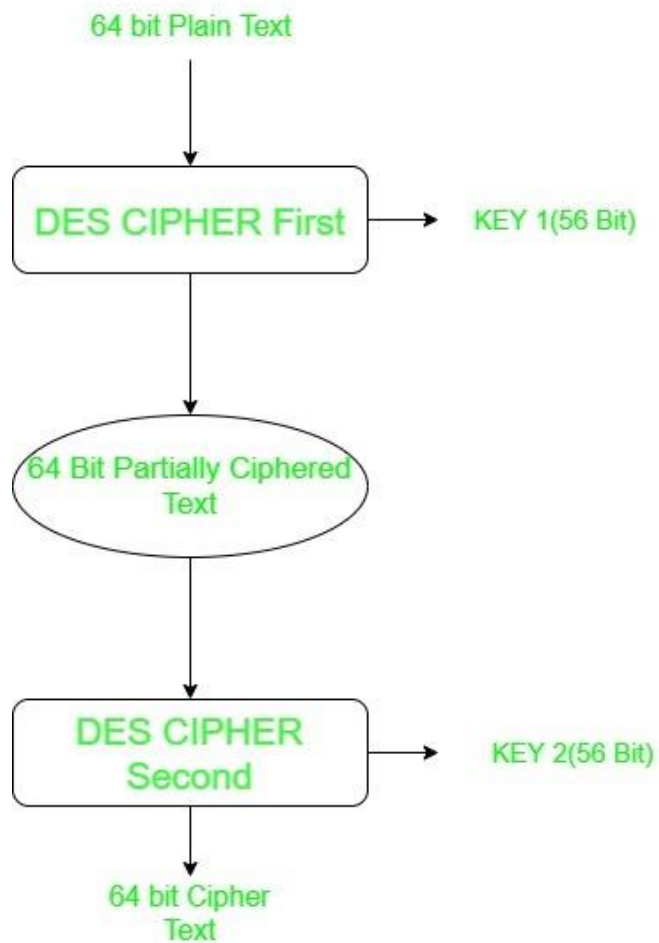 64 bit Plain Text
DES CIPHER First
KEY 1(56 Bit)
64 Bit Partially Ciphered
Text
DES CIPHER
Second
KEY 2(56 Bit)
64 bit Cipher
Text